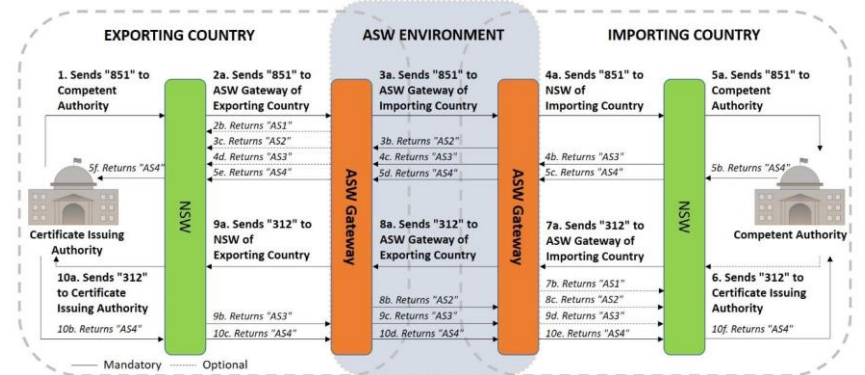 EXPORTING COUNTRY
ASW ENVIRONMENT
IMPORTING COUNTRY
1. Sends "851" to
Competent
Authority
2a. Sends "851" to
ASW Gateway of
Exporting Country
3a. Sends "851" to
ASW Gateway of
Importing Country
4a. Sends "851" to
NSW of
Importing Country
5a. Sends "851" to
Competent
Authority
2b. Returns "AS1"
3c. Returns "AS2"
4d. Returns "AS3"
5e. Returns "AS4"
3b. Returns "AS2"
4c. Returns "AS3"
5d. Returns "AS4"
4b. Returns "AS3"
5c. Returns "AS4"
5b. Returns "AS4"
5f. Returns "AS4"
NSW
ASW Gateway
ASW Gateway
NSW
Certificate Issuing
Authority
Competent Authority
9a. Sends "312" to
NSW of
Exporting Country
8a. Sends "312" to
ASW Gateway of
Exporting Country
7a. Sends "312" to
ASW Gateway of
Importing Country
6. Sends "312" to
Certificate Issuing
Authority
10a. Sends "312"
to Certificate
Issuing Authority
7b. Returns "AS1"
8b. Returns "AS2"
8c. Returns "AS2"
9b. Returns "AS3"
9c. Returns "AS3"
9d. Returns "AS3"
10b. Returns "AS4"
10c. Returns "AS4"
10d. Returns "AS4"
10e. Returns "AS4"
10f. Returns "AS4"
Mandatory
Optional